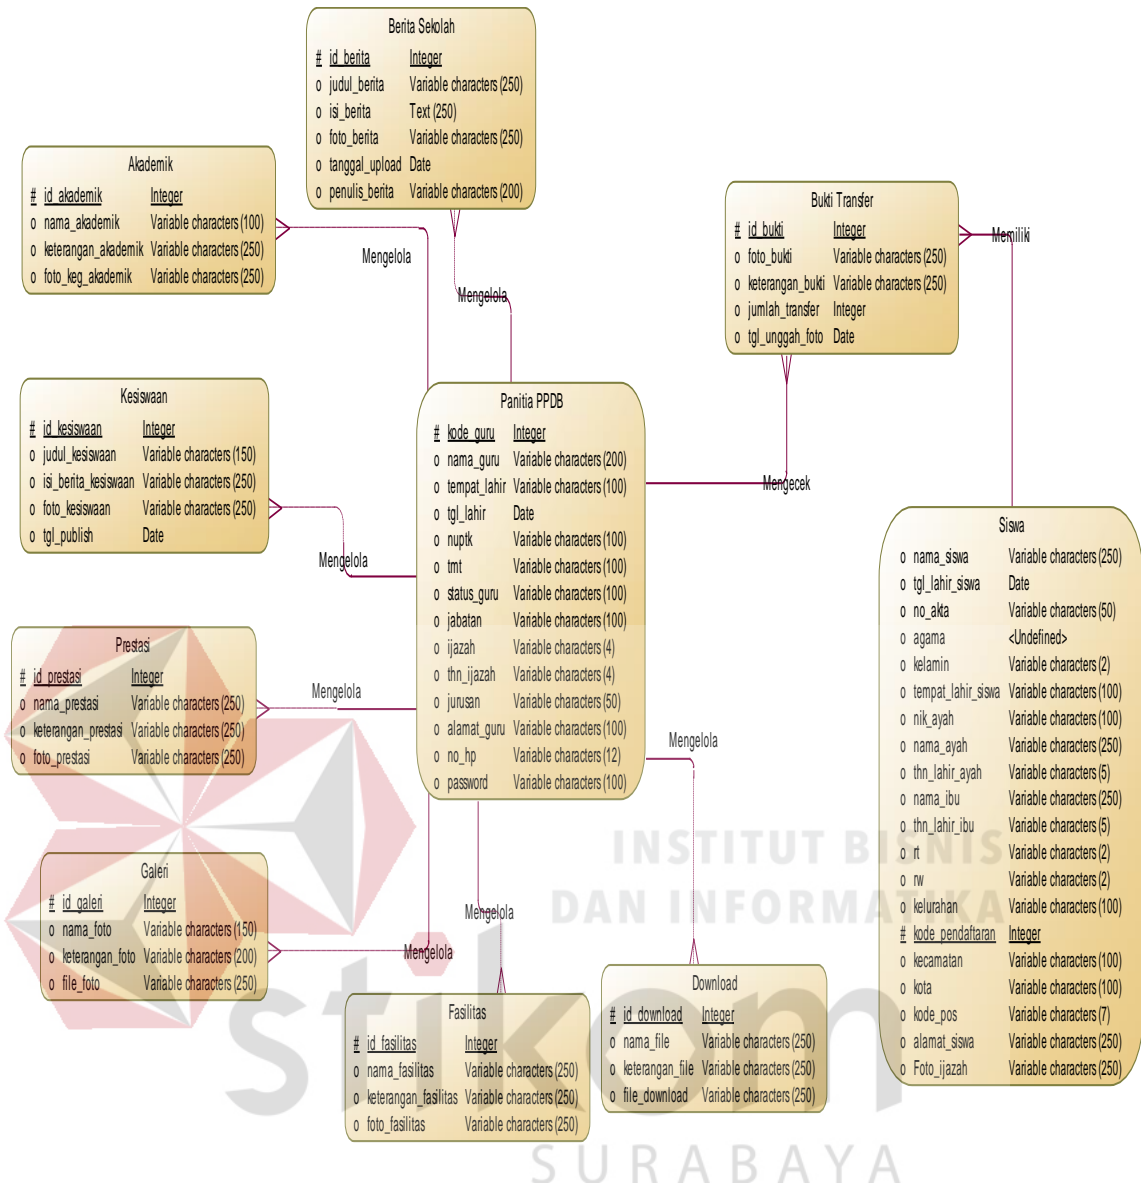 Berita Sekolah
# id_berita Integer
o judul_berita Variable characters (250)
o isi_berita Text (250)
o foto_berita Variable characters (250)
o tanggal_upload Date
o penulis_berita Variable characters (200)
Akademik
# id_akademik Integer
o nama_akademik Variable characters (100)
o keterangan_akademik Variable characters (250)
o foto_keg_akademik Variable characters (250)
Mengelola
Mengelola
Bukti Transfer
# id_bukti Integer
o foto_bukti Variable characters (250)
o keterangan_bukti Variable characters (250)
o jumlah_transfer Integer
o tgl_unggah_foto Date
Memiliki
Kesiswaan
# id_kesiswaan Integer
o judul_kesiswaan Variable characters (150)
o isi_berita_kesiswaan Variable characters (250)
o foto_kesiswaan Variable characters (250)
o tgl_publish Date
Mengelola
Panitia PPDB
# kode_guru Integer
o nama_guru Variable characters (200)
o tempat_lahir Variable characters (100)
o tgl_lahir Date
o nuptk Variable characters (100)
o tmt Variable characters (100)
o status_guru Variable characters (100)
o jabatan Variable characters (100)
o ijazah Variable characters (4)
o thn_ijazah Variable characters (4)
o jurusan Variable characters (50)
o alamat_guru Variable characters (100)
o no_hp Variable characters (12)
o password Variable characters (100)
Mengecek
Siswa
o nama_siswa Variable characters (250)
o tgl_lahir_siswa Date
o no_akta Variable characters (50)
o agama <Undefined>
o kelamin Variable characters (2)
o tempat_lahir_siswa Variable characters (100)
o nik_ayah Variable characters (100)
o nama_ayah Variable characters (250)
o thn_lahir_ayah Variable characters (5)
o nama_ibu Variable characters (250)
o thn_lahir_ibu Variable characters (5)
o rt Variable characters (2)
o rw Variable characters (2)
o kelurahan Variable characters (100)
# kode_pendaftaran Integer
o kecamatan Variable characters (100)
o kota Variable characters (100)
o kode_pos Variable characters (7)
o alamat_siswa Variable characters (250)
o Foto_ijazah Variable characters (250)
Prestasi
# id_prestasi Integer
o nama_prestasi Variable characters (250)
o keterangan_prestasi Variable characters (250)
o foto_prestasi Variable characters (250)
Mengelola
Mengelola
Galeri
# id_galeri Integer
o nama_foto Variable characters (150)
o keterangan_foto Variable characters (200)
o file_foto Variable characters (250)
Mengelola
Mengelola
Fasilitas
# id_fasilitas Integer
o nama_fasilitas Variable characters (250)
o keterangan_fasilitas Variable characters (250)
o foto_fasilitas Variable characters (250)
Download
# id_download Integer
o nama_file Variable characters (250)
o keterangan_file Variable characters (250)
o file_download Variable characters (250)
INSTITUT BISNIS
DAN INFORMATIKA
stikom
SURABAYA